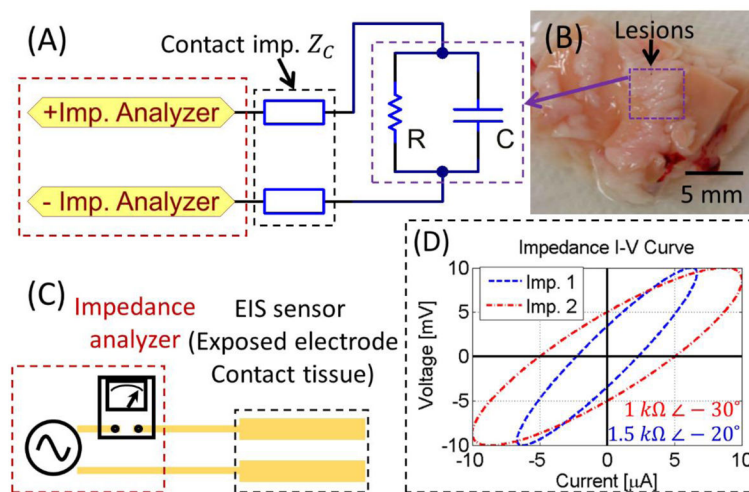 (A)
Contact imp. Z_C
+Imp. Analyzer
- Imp. Analyzer
R
C
(B)
Lesions
5 mm
(C)
Impedance
analyzer
EIS sensor
(Exposed electrode
Contact tissue)
(D)
Impedance I-V Curve
Imp. 1
Imp. 2
Voltage [mV]
10
5
0
-5
-10
1 kΩ ∠ − 30°
1.5 kΩ ∠ − 20°
-10 -5 0 5 10
Current [µA]